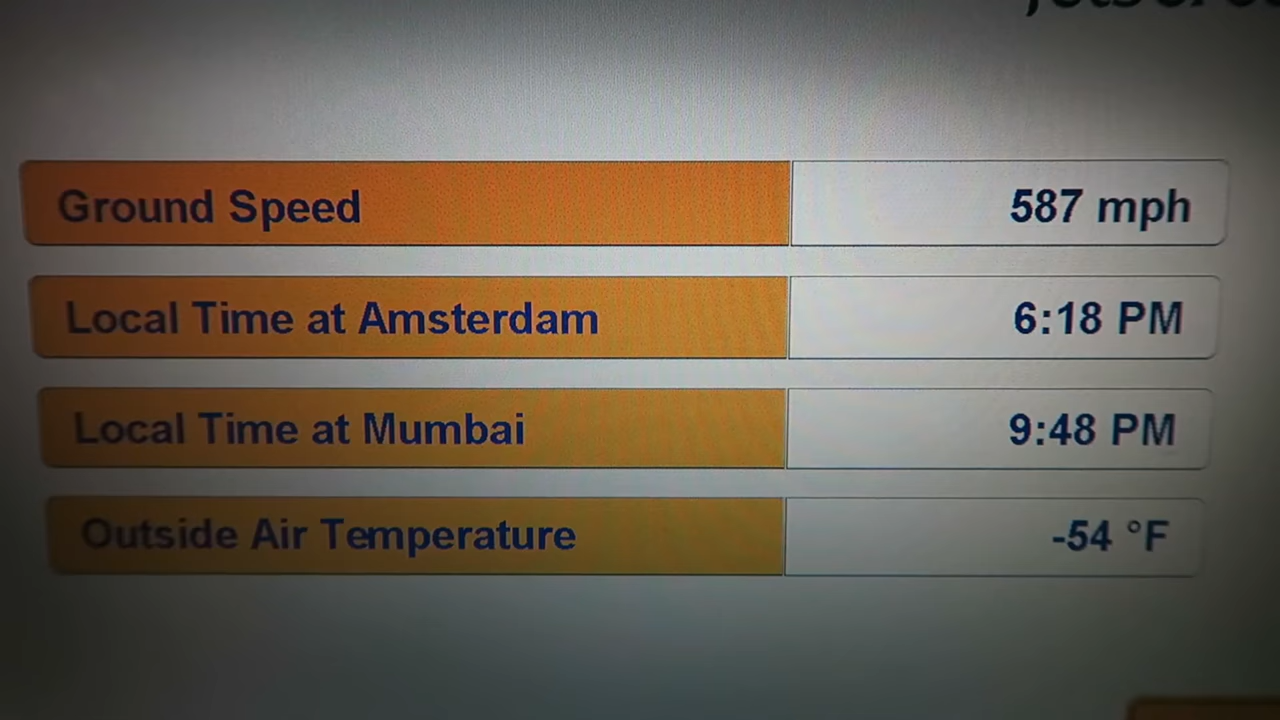 Ground Speed 587 mph
Local Time at Amsterdam 6:18 PM
Local Time at Mumbai 9:48 PM
Outside Air Temperature -54 °F